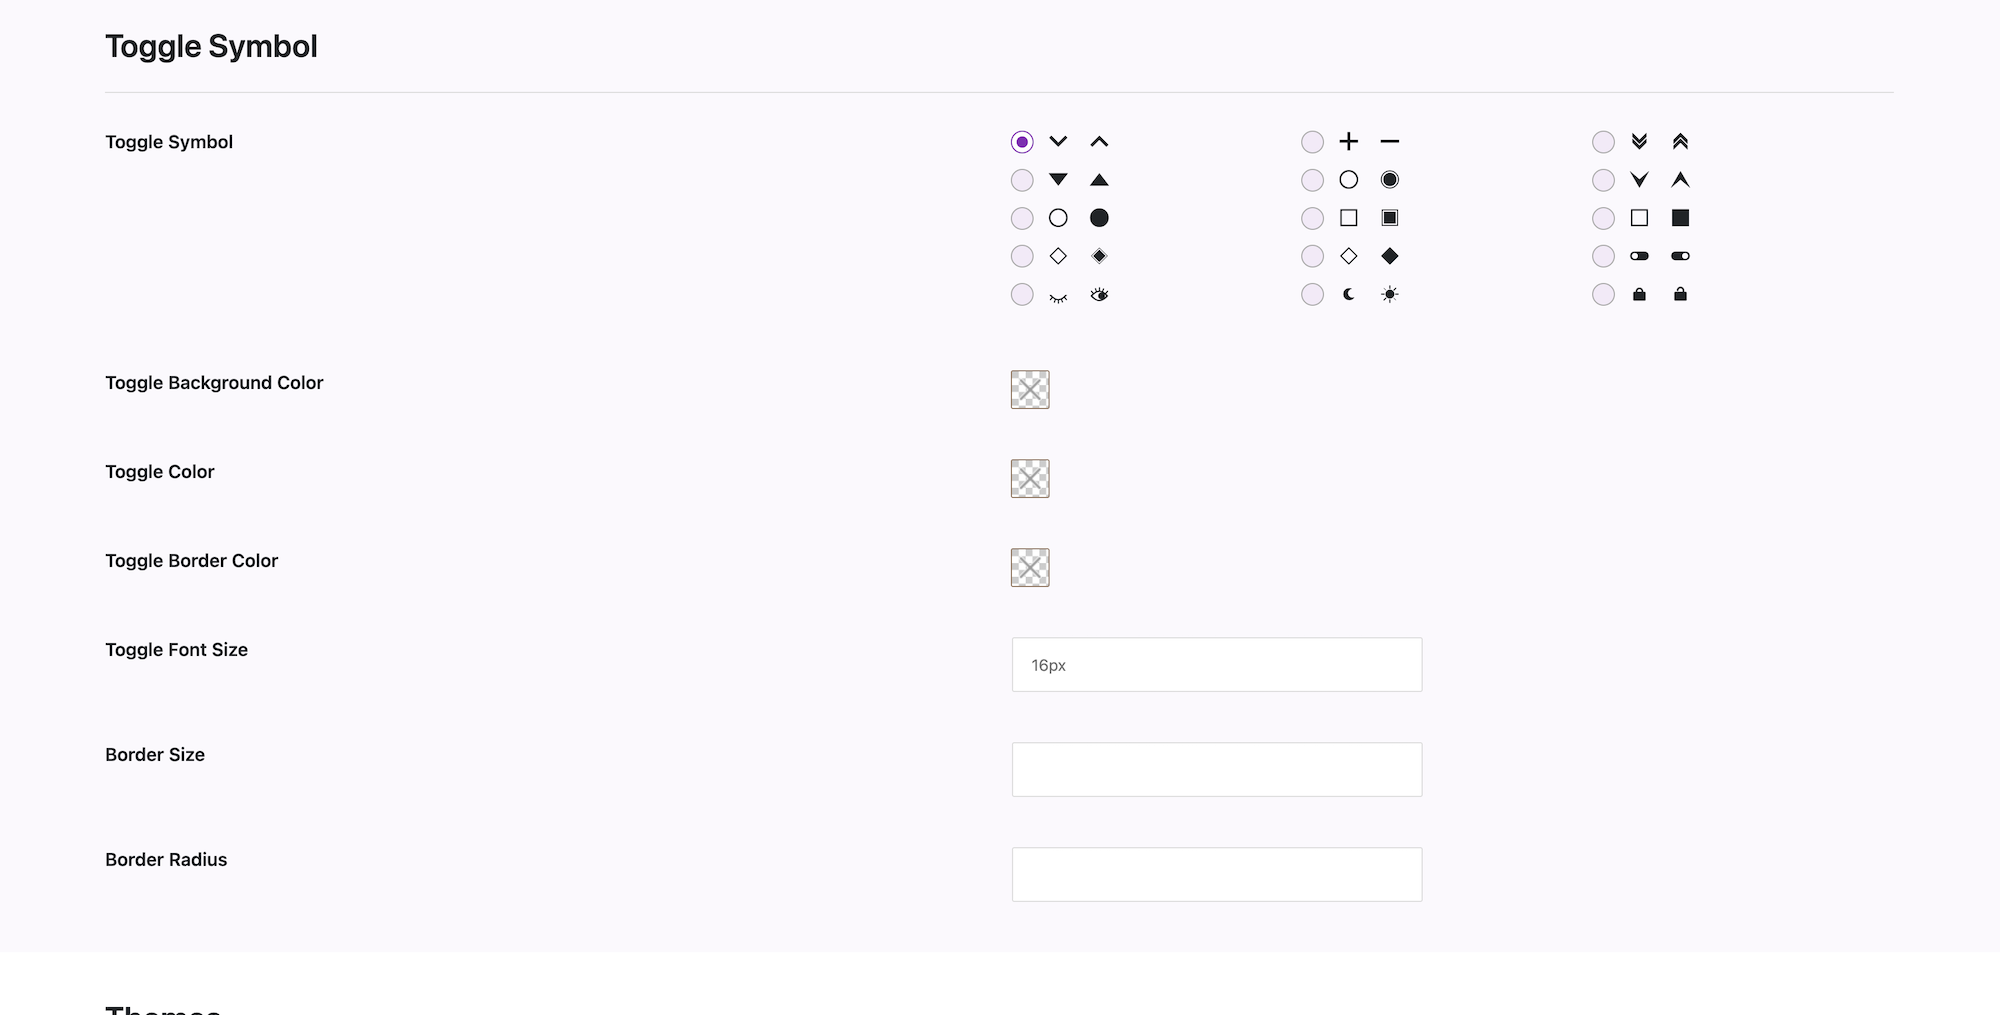 Toggle Symbol
Toggle Symbol
Toggle Background Color
Toggle Color
Toggle Border Color
Toggle Font Size
16px
Border Size
Border Radius